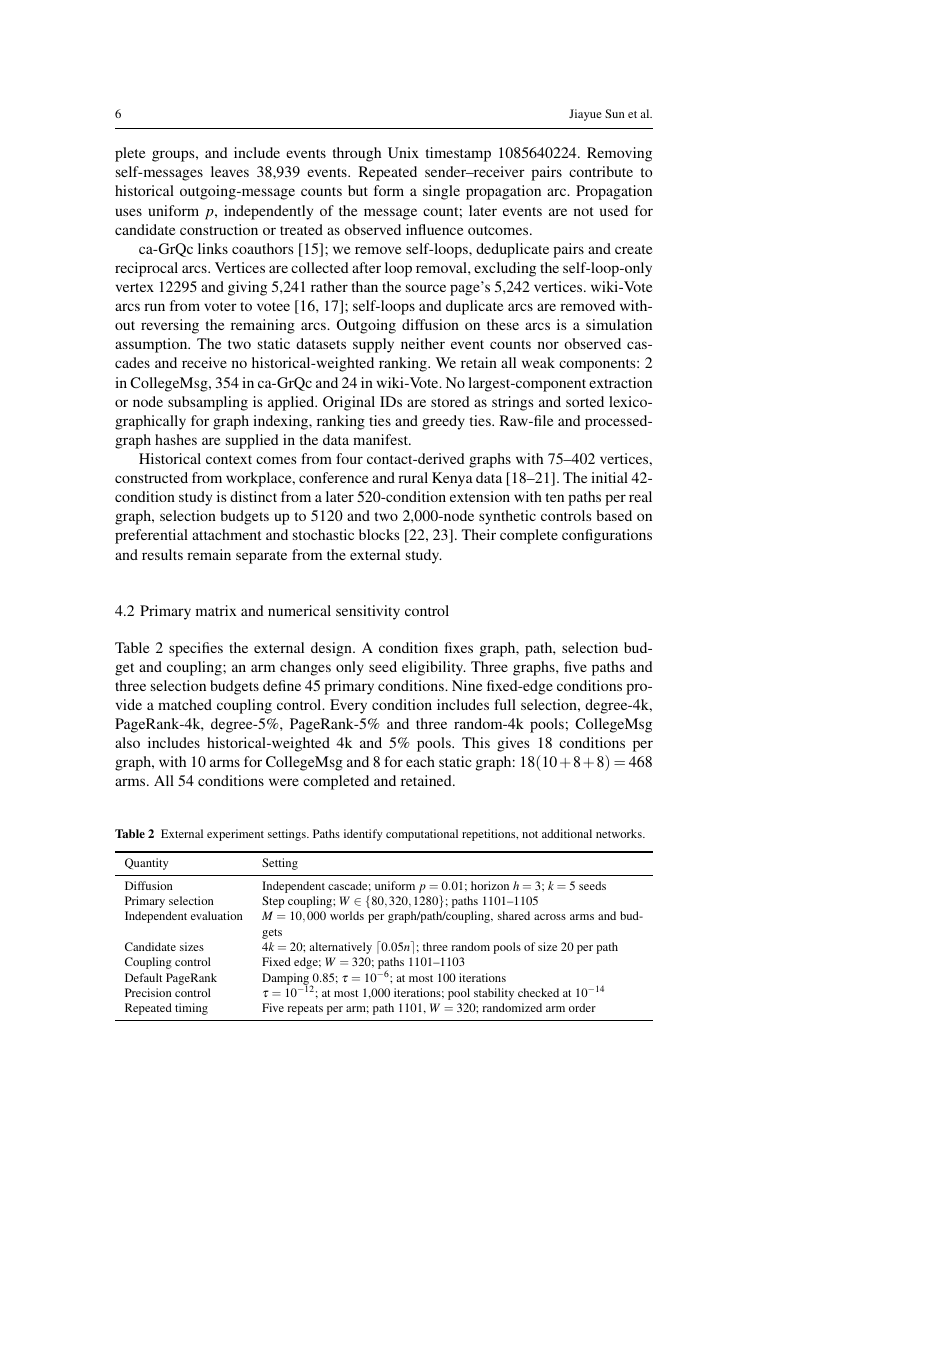 6
Jiayue Sun et al.
plete groups, and include events through Unix timestamp 1085640224. Removing
self-messages leaves 38,939 events. Repeated sender–receiver pairs contribute to
historical outgoing-message counts but form a single propagation arc. Propagation
uses uniform p, independently of the message count; later events are not used for
candidate construction or treated as observed influence outcomes.
ca-GrQc links coauthors [15]; we remove self-loops, deduplicate pairs and create
reciprocal arcs. Vertices are collected after loop removal, excluding the self-loop-only
vertex 12295 and giving 5,241 rather than the source page's 5,242 vertices. wiki-Vote
arcs run from voter to votee [16, 17]; self-loops and duplicate arcs are removed with-
out reversing the remaining arcs. Outgoing diffusion on these arcs is a simulation
assumption. The two static datasets supply neither event counts nor observed cas-
cades and receive no historical-weighted ranking. We retain all weak components: 2
in CollegeMsg, 354 in ca-GrQc and 24 in wiki-Vote. No largest-component extraction
or node subsampling is applied. Original IDs are stored as strings and sorted lexico-
graphically for graph indexing, ranking ties and greedy ties. Raw-file and processed-
graph hashes are supplied in the data manifest.
Historical context comes from four contact-derived graphs with 75–402 vertices,
constructed from workplace, conference and rural Kenya data [18–21]. The initial 42-
condition study is distinct from a later 520-condition extension with ten paths per real
graph, selection budgets up to 5120 and two 2,000-node synthetic controls based on
preferential attachment and stochastic blocks [22, 23]. Their complete configurations
and results remain separate from the external study.
4.2 Primary matrix and numerical sensitivity control
Table 2 specifies the external design. A condition fixes graph, path, selection bud-
get and coupling; an arm changes only seed eligibility. Three graphs, five paths and
three selection budgets define 45 primary conditions. Nine fixed-edge conditions pro-
vide a matched coupling control. Every condition includes full selection, degree-4k,
PageRank-4k, degree-5%, PageRank-5% and three random-4k pools; CollegeMsg
also includes historical-weighted 4k and 5% pools. This gives 18 conditions per
graph, with 10 arms for CollegeMsg and 8 for each static graph: 18(10+8+8) = 468
arms. All 54 conditions were completed and retained.
Table 2 External experiment settings. Paths identify computational repetitions, not additional networks.
Quantity Setting
Diffusion Independent cascade; uniform p = 0.01; horizon h = 3; k = 5 seeds
Primary selection Step coupling; W ∈ {80,320,1280}; paths 1101–1105
Independent evaluation M = 10,000 worlds per graph/path/coupling, shared across arms and bud-
gets
Candidate sizes 4k = 20; alternatively ⌈0.05n⌉; three random pools of size 20 per path
Coupling control Fixed edge; W = 320; paths 1101–1103
Default PageRank Damping 0.85; τ = 10⁻⁶; at most 100 iterations
Precision control τ = 10⁻¹²; at most 1,000 iterations; pool stability checked at 10⁻¹⁴
Repeated timing Five repeats per arm; path 1101, W = 320; randomized arm order